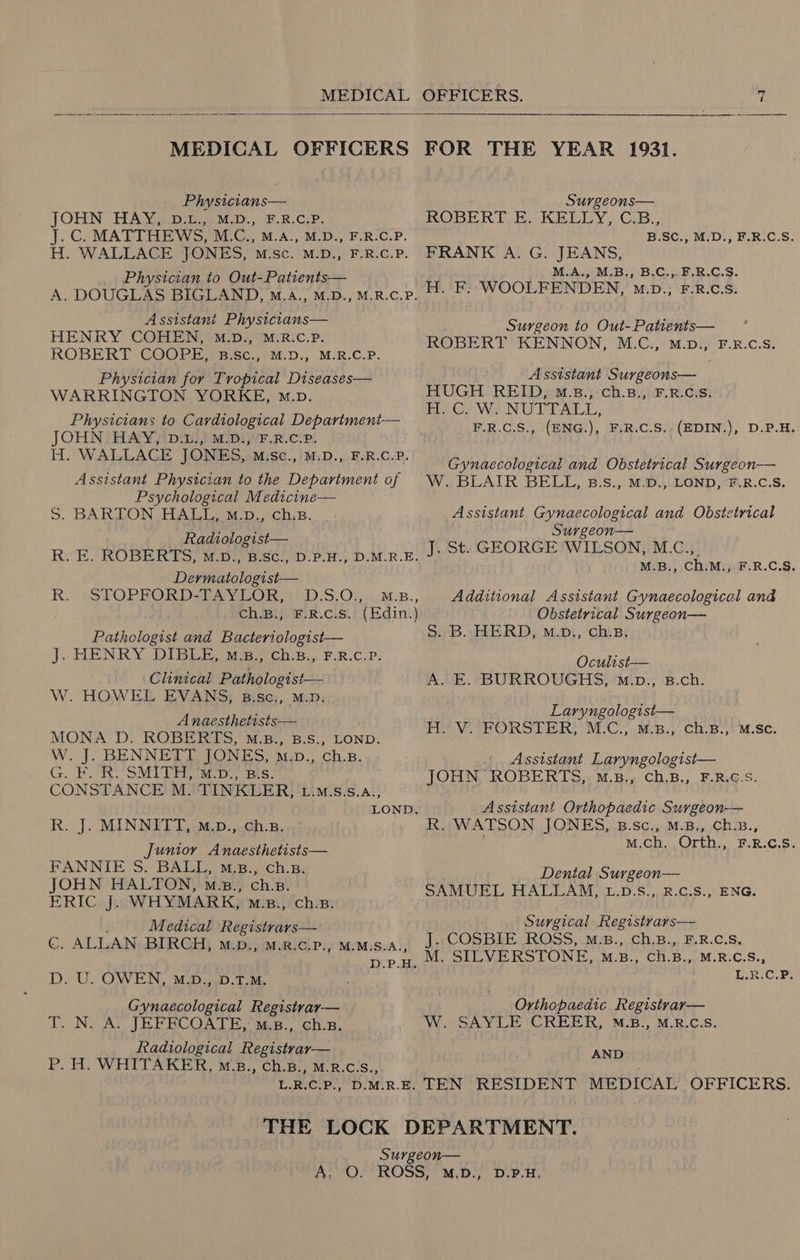 MEDICAL OFFICERS. 7
MEDICAL OFFICERS FOR THE YEAR 1931.
Physicians—
JOHN HAY, D.L., M.D., F.R.C.P.
J. C. MATTHEWS, M.C., M.A., M.D., F.R.C.P.
H. WALLACE JONES, M.Sc. M.D., F.R.C.P.
Physician to Out-Patients—
A. DOUGLAS BIGLAND, M.A., M.D., M.R.C.P.
Assistant Physicians—
HENRY COHEN, M.D., M.R.C.P.
ROBERT COOPE, B.Sc., M.D., M.R.C.P.
Physician for Tropical Diseases—
WARRINGTON YORKE, M.D.
Physicians to Cardiological Department—
JOHN HAY, D.L., M.D., F.R.C.P.
H. WALLACE JONES, M.Sc., M.D., F.R.C.P.
Assistant Physician to the Department of
Psychological Medicine—
S. BARTON HALL, M.D., Ch.B.
Radiologist—
R. E. ROBERTS, M.D., B.Sc., D.P.H., D.M.R.E.
Dermatologist—
R. STOPFORD-TAYLOR, D.S.O., M.B.,
Ch.B., F.R.C.S. (Edin.)
Pathologist and Bacteriologist—
J. HENRY DIBLE, M.B., Ch.B., F.R.C.P.
Clinical Pathologist—
W. HOWEL EVANS, B.Sc., M.D.
Anaesthetists—
MONA D. ROBERTS, M.B., B.S., LOND.
W. J. BENNETT JONES, M.D., Ch.B.
G. F. R. SMITH, M.D., B.S.
CONSTANCE M. TINKLER, L.M.S.S.A.,
LOND.
R. J. MINNITT, M.D., Ch.B.
Junior Anaesthetists—
FANNIE S. BALL, M.B., Ch.B.
JOHN HALTON, M.B., Ch.B.
ERIC J. WHYMARK, M.B., Ch.B.
Medical Registrars—
C. ALLAN BIRCH, M.D., M.R.C.P., M.M.S.A.,
D.P.H.
D. U. OWEN, M.D., D.T.M.
Gynaecological Registrar—
T. N. A. JEFFCOATE, M.B., Ch.B.
Radiological Registrar—
P. H. WHITAKER, M.B., Ch.B., M.R.C.S.,
L.R.C.P., D.M.R.E.
Surgeons—
ROBERT E. KELLY, C.B.,
B.SC., M.D., F.R.C.S.
FRANK A. G. JEANS,
M.A., M.B., B.C., F.R.C.S.
H. F. WOOLFENDEN, M.D., F.R.C.S.
Surgeon to Out-Patients—
ROBERT KENNON, M.C., M.D., F.R.C.S.
Assistant Surgeons—
HUGH REID, M.B., Ch.B., F.R.C.S.
H. C. W. NUTTALL,
F.R.C.S., (ENG.), F.R.C.S. (EDIN.), D.P.H.
Gynaecological and Obstetrical Surgeon—
W. BLAIR BELL, B.S., M.D., LOND, F.R.C.S.
Assistant Gynaecological and Obstetrical
Surgeon—
J. St. GEORGE WILSON, M.C.,
M.B., Ch.M., F.R.C.S.
Additional Assistant Gynaecological and
Obstetrical Surgeon—
S. B. HERD, M.D., Ch.B.
Oculist—
A. E. BURROUGHS, M.D., B.Ch.
Laryngologist—
H. V. FORSTER, M.C., M.B., Ch.B., M.Sc.
Assistant Laryngologist—
JOHN ROBERTS, M.B., Ch.B., F.R.C.S.
Assistant Orthopaedic Surgeon—
R. WATSON JONES, B.Sc., M.B., Ch.B.,
M.Ch. Orth., F.R.C.S.
Dental Surgeon—
SAMUEL HALLAM, L.D.S., R.C.S., ENG.
Surgical Registrars—
J. COSBIE ROSS, M.B., Ch.B., F.R.C.S.
M. SILVERSTONE, M.B., Ch.B., M.R.C.S.,
L.R.C.P.
Orthopaedic Registrar—
W. SAYLE CREER, M.B., M.R.C.S.
AND
TEN RESIDENT MEDICAL OFFICERS.
THE LOCK DEPARTMENT.
Surgeon—
A. O. ROSS, M.D., D.P.H.